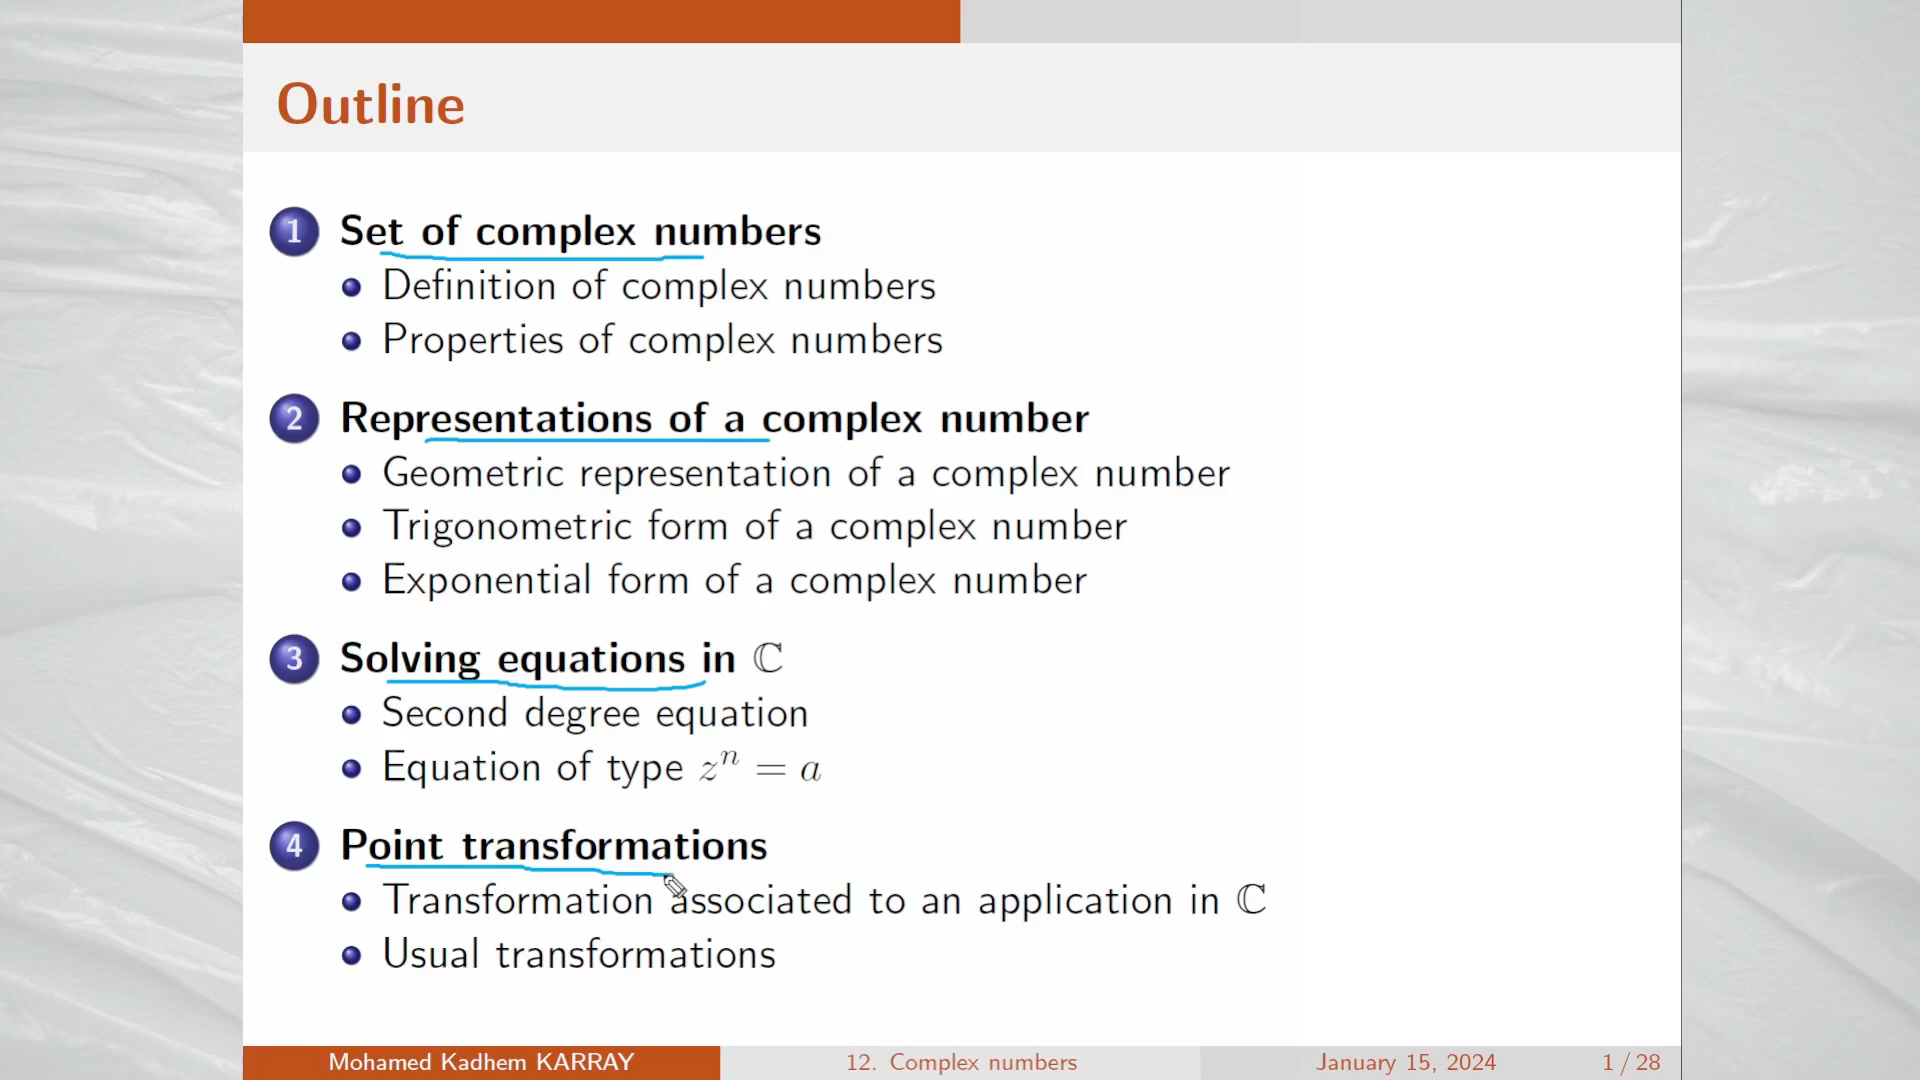 Outline
1 Set of complex numbers
Definition of complex numbers
Properties of complex numbers
2 Representations of a complex number
Geometric representation of a complex number
Trigonometric form of a complex number
Exponential form of a complex number
3 Solving equations in ℂ
Second degree equation
Equation of type zⁿ = a
4 Point transformations
Transformation associated to an application in ℂ
Usual transformations
Mohamed Kadhem KARRAY 12. Complex numbers January 15, 2024 1 / 28